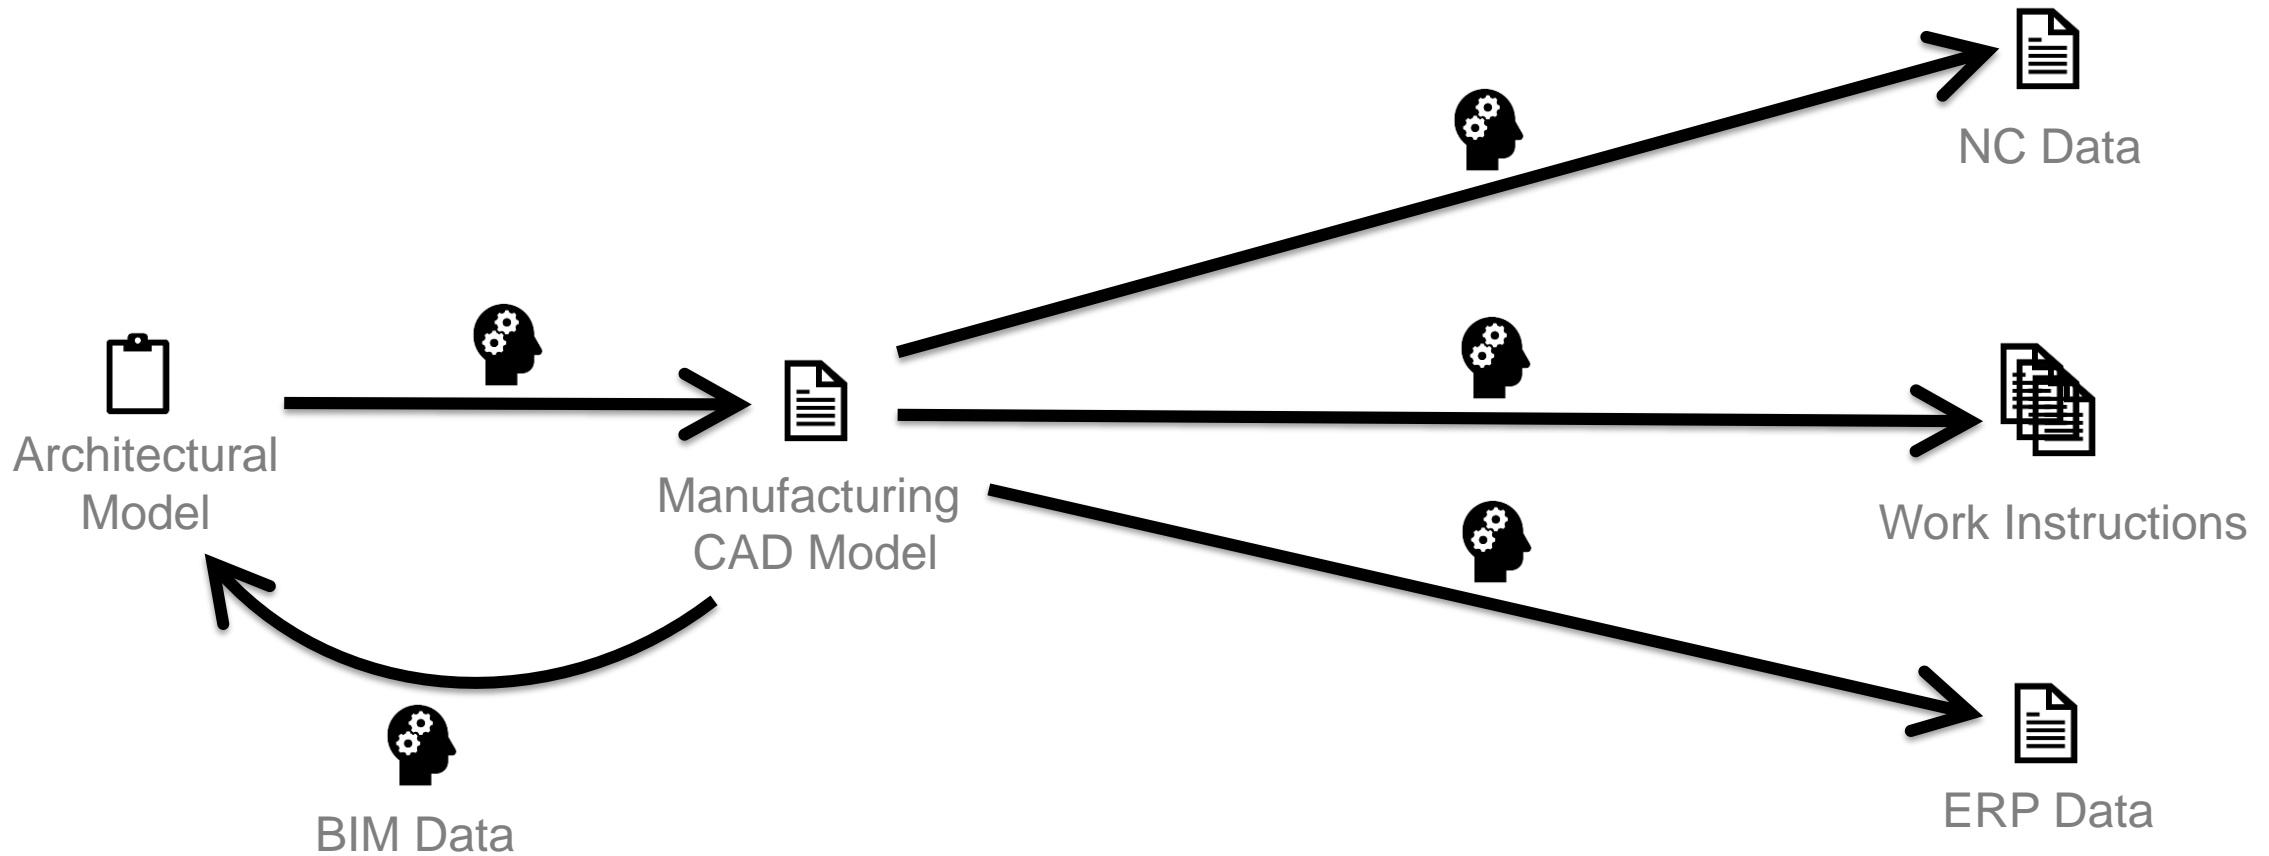 NC Data
Architectural
Model
Manufacturing
CAD Model
Work Instructions
BIM Data
ERP Data